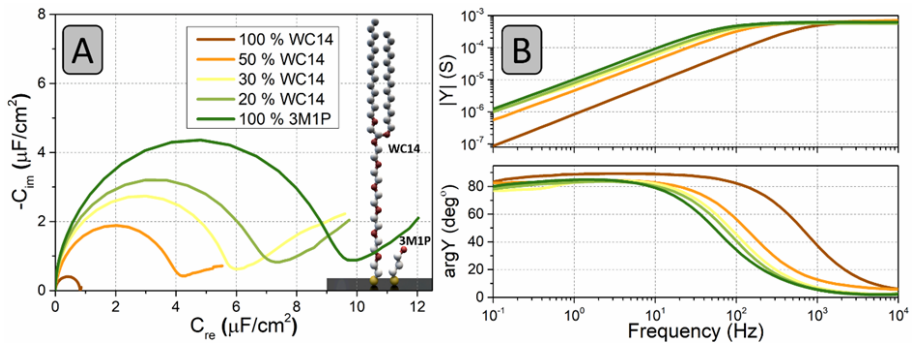 A
100 % WC14
50 % WC14
30 % WC14
20 % WC14
100 % 3M1P
WC14
3M1P
-C_im (µF/cm²)
8
6
4
2
0
0 2 4 6 8 10 12
C_re (µF/cm²)
B
|Y| (S)
10⁻³
10⁻⁴
10⁻⁵
10⁻⁶
10⁻⁷
argY (deg°)
80
60
40
20
0
10⁻¹ 10⁰ 10¹ 10² 10³ 10⁴
Frequency (Hz)